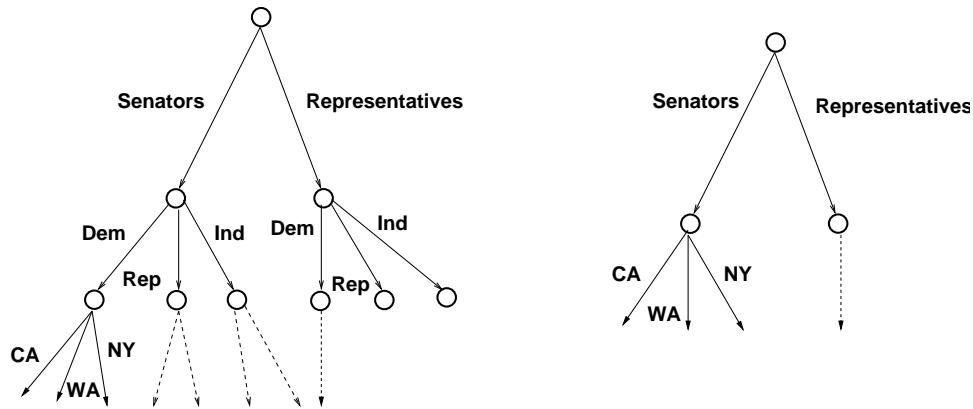 Senators Representatives
Dem Ind Dem Ind
Rep Rep
CA NY
WA
Senators Representatives
CA NY
WA